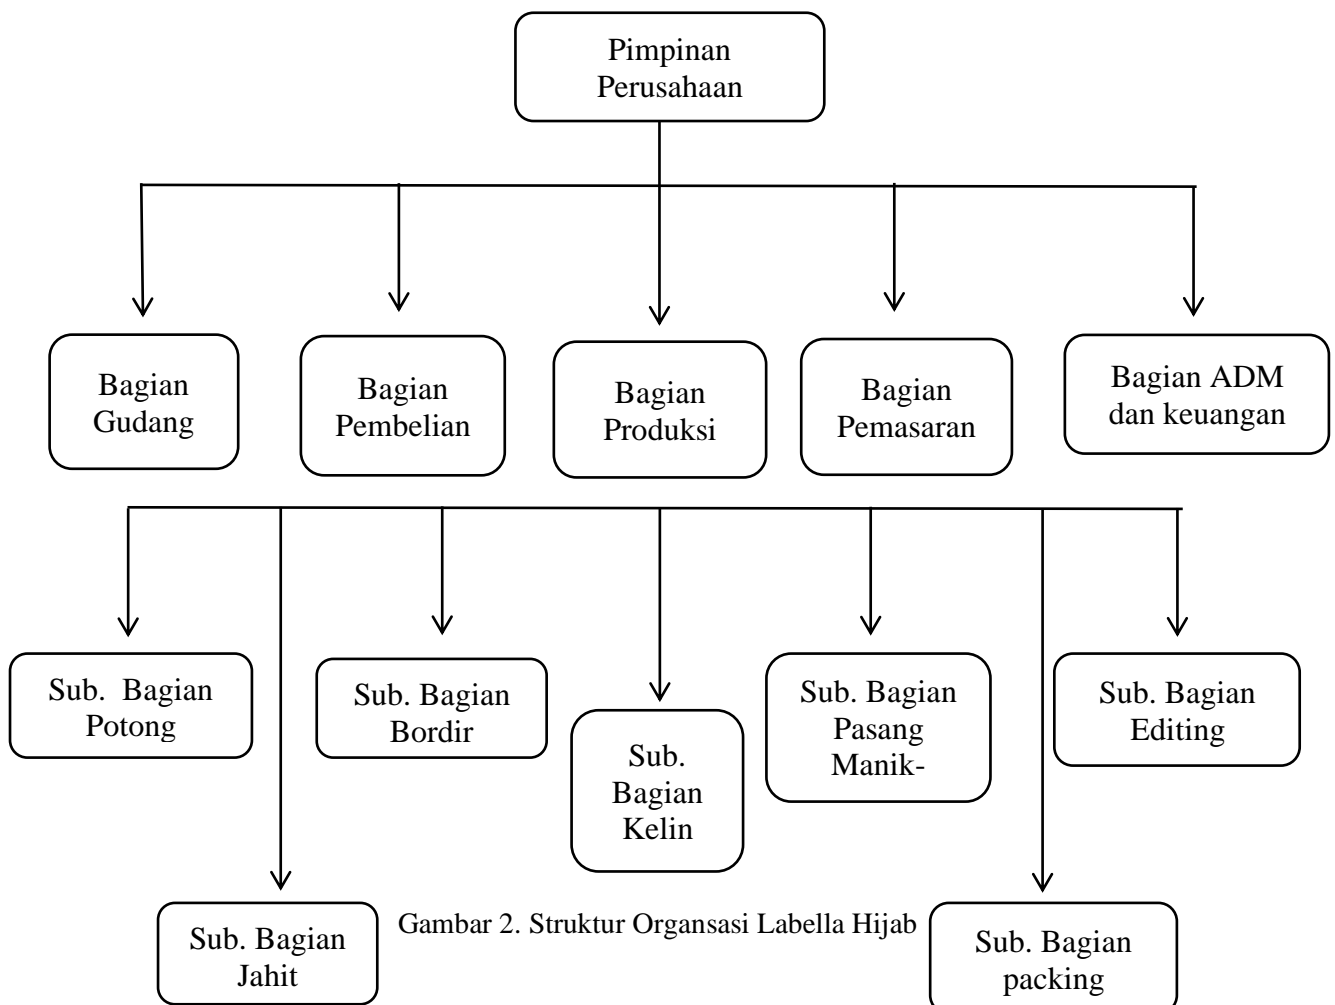 Pimpinan
Perusahaan
Bagian
Gudang
Bagian
Pembelian
Bagian
Produksi
Bagian
Pemasaran
Bagian ADM
dan keuangan
Sub.  Bagian
Potong
Sub. Bagian
Bordir
Sub.
Bagian
Kelin
Sub. Bagian
Pasang
Manik-
Sub. Bagian
Editing
Sub. Bagian
Jahit
Gambar 2. Struktur Organsasi Labella Hijab
Sub. Bagian
packing